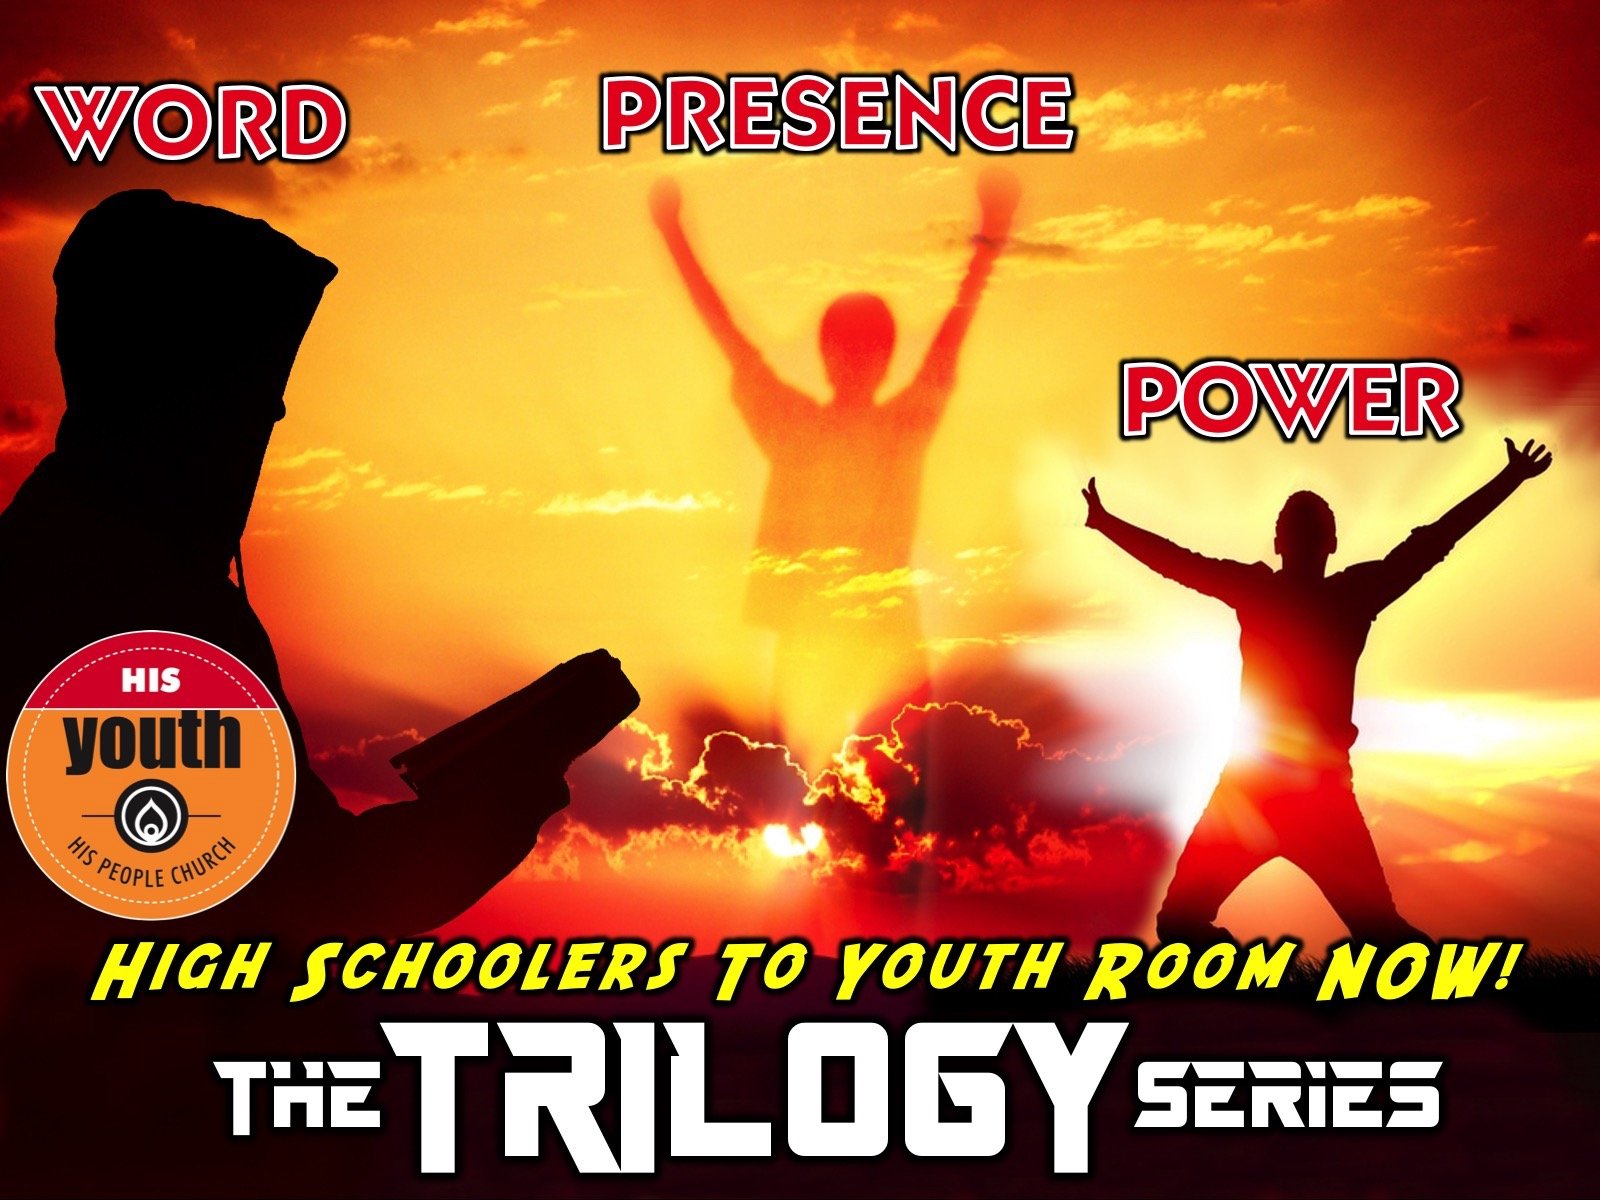 WORD
PRESENCE
POWER
HIS
youth
HIS PEOPLE CHURCH
HIGH SCHOOLERS TO YOUTH ROOM NOW!
THE TRILOGY SERIES